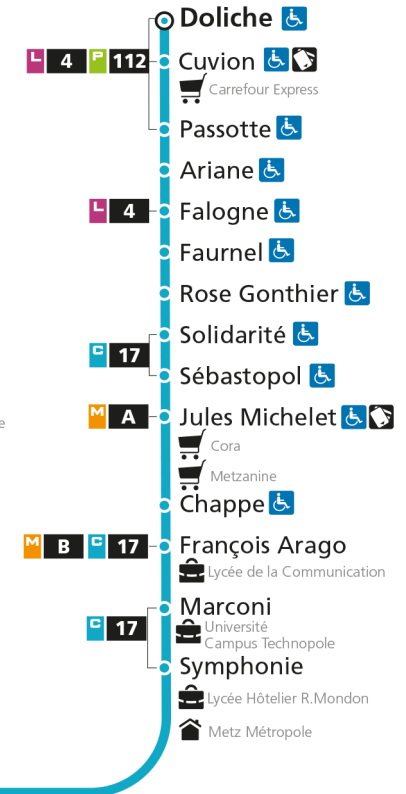 Doliche
L 4 P 112 Cuvion
Carrefour Express
Passotte
Ariane
L 4 Falogne
Faurnel
Rose Gonthier
Solidarité
C 17
Sébastopol
M A Jules Michelet
e
Cora
Metzanine
Chappe
M B C 17 François Arago
Lycée de la Communication
Marconi
C 17 Université
Campus Technopole
Symphonie
Lycée Hôtelier R.Mondon
Metz Métropole